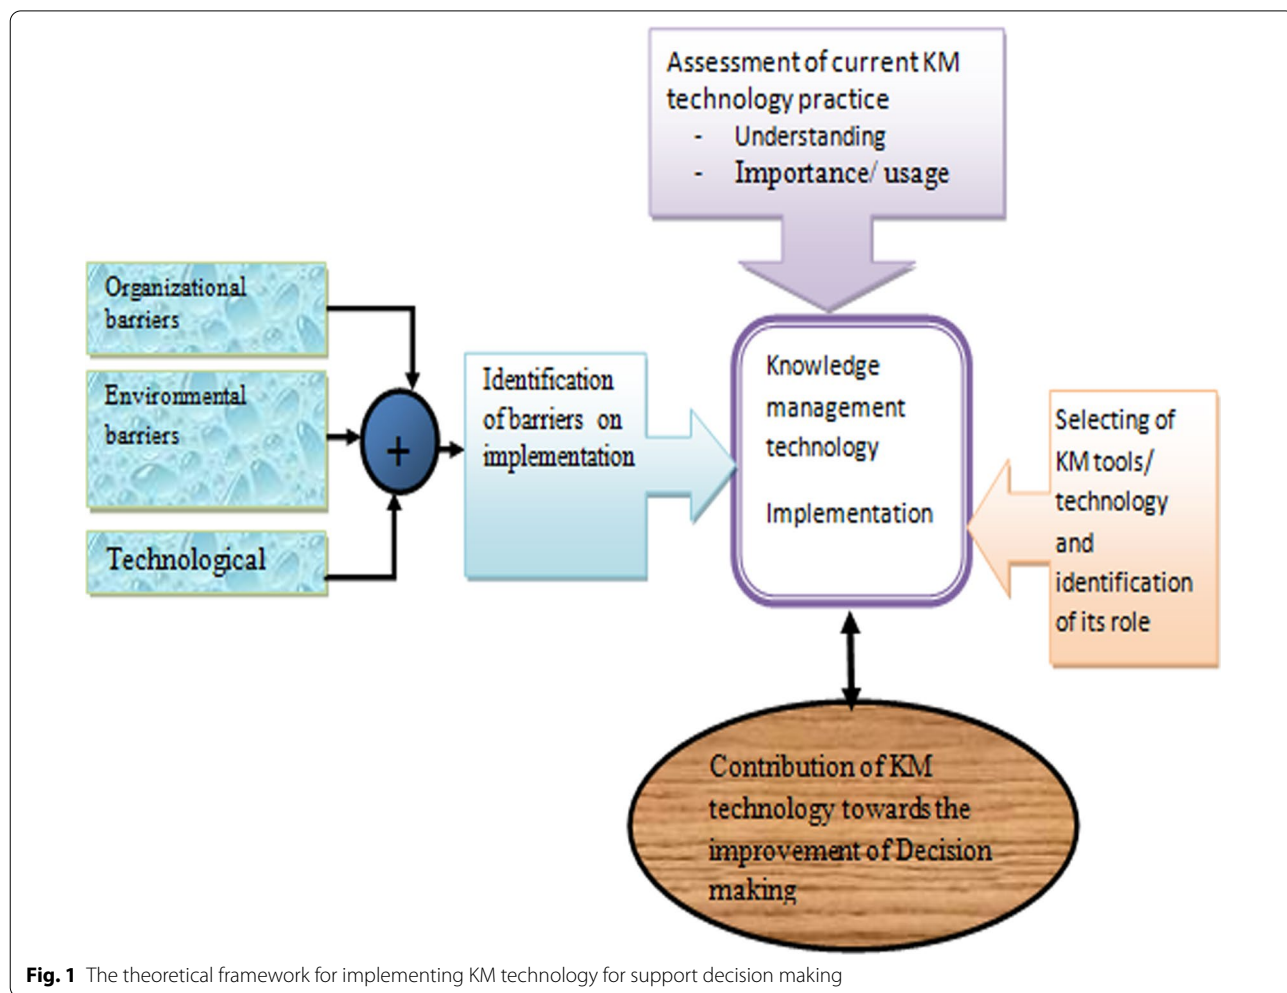 Assessment of current KM
technology practice
- Understanding
- Importance/ usage
Organizational
barriers
Environmental
barriers
Technological
+
Identification
of barriers on
implementation
Knowledge
management
technology
Implementation
Selecting of
KM tools/
technology
and
identification
of its role
Contribution of KM
technology towards the
improvement of Decision
making
Fig. 1 The theoretical framework for implementing KM technology for support decision making